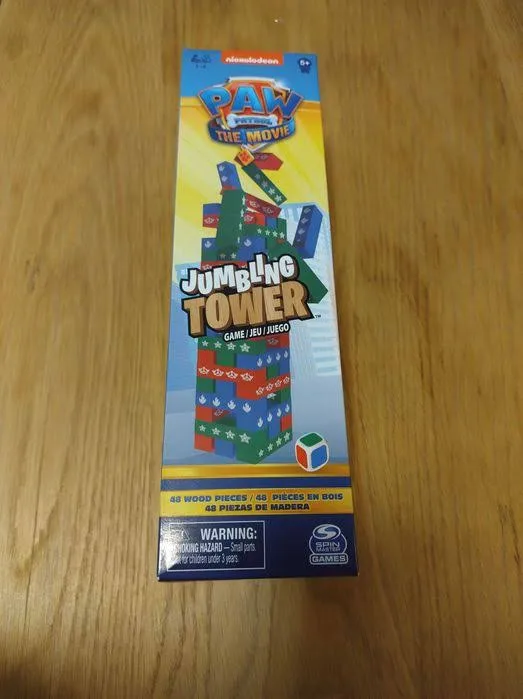 nickelodeon
5+
PAW
PATROL
THE MOVIE
JUMBLING
TOWER™
GAME / JEU / JUEGO
48 WOOD PIECES / 48 PIÈCES EN BOIS
48 PIEZAS DE MADERA
WARNING:
CHOKING HAZARD — Small parts.
for children under 3 years.
SPIN
MASTER
GAMES